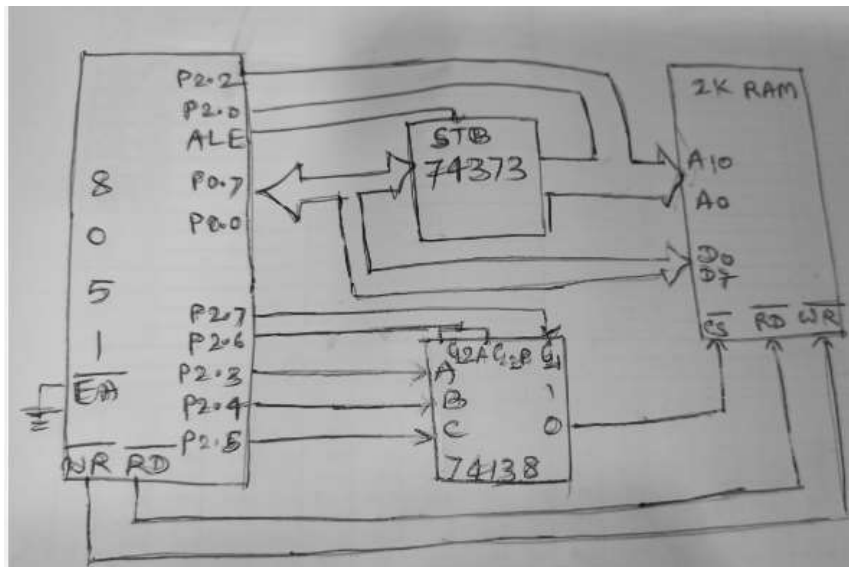 8
0
5
1
P2.2
P2.0
ALE
P0.7
P0.0
P2.7
P2.6
P2.3
P2.4
P2.5
EA
WR RD
STB
74373
G2A G2B G1
A
B
C
1
0
74138
2K RAM
A10
A0
D0
D7
CS RD WR